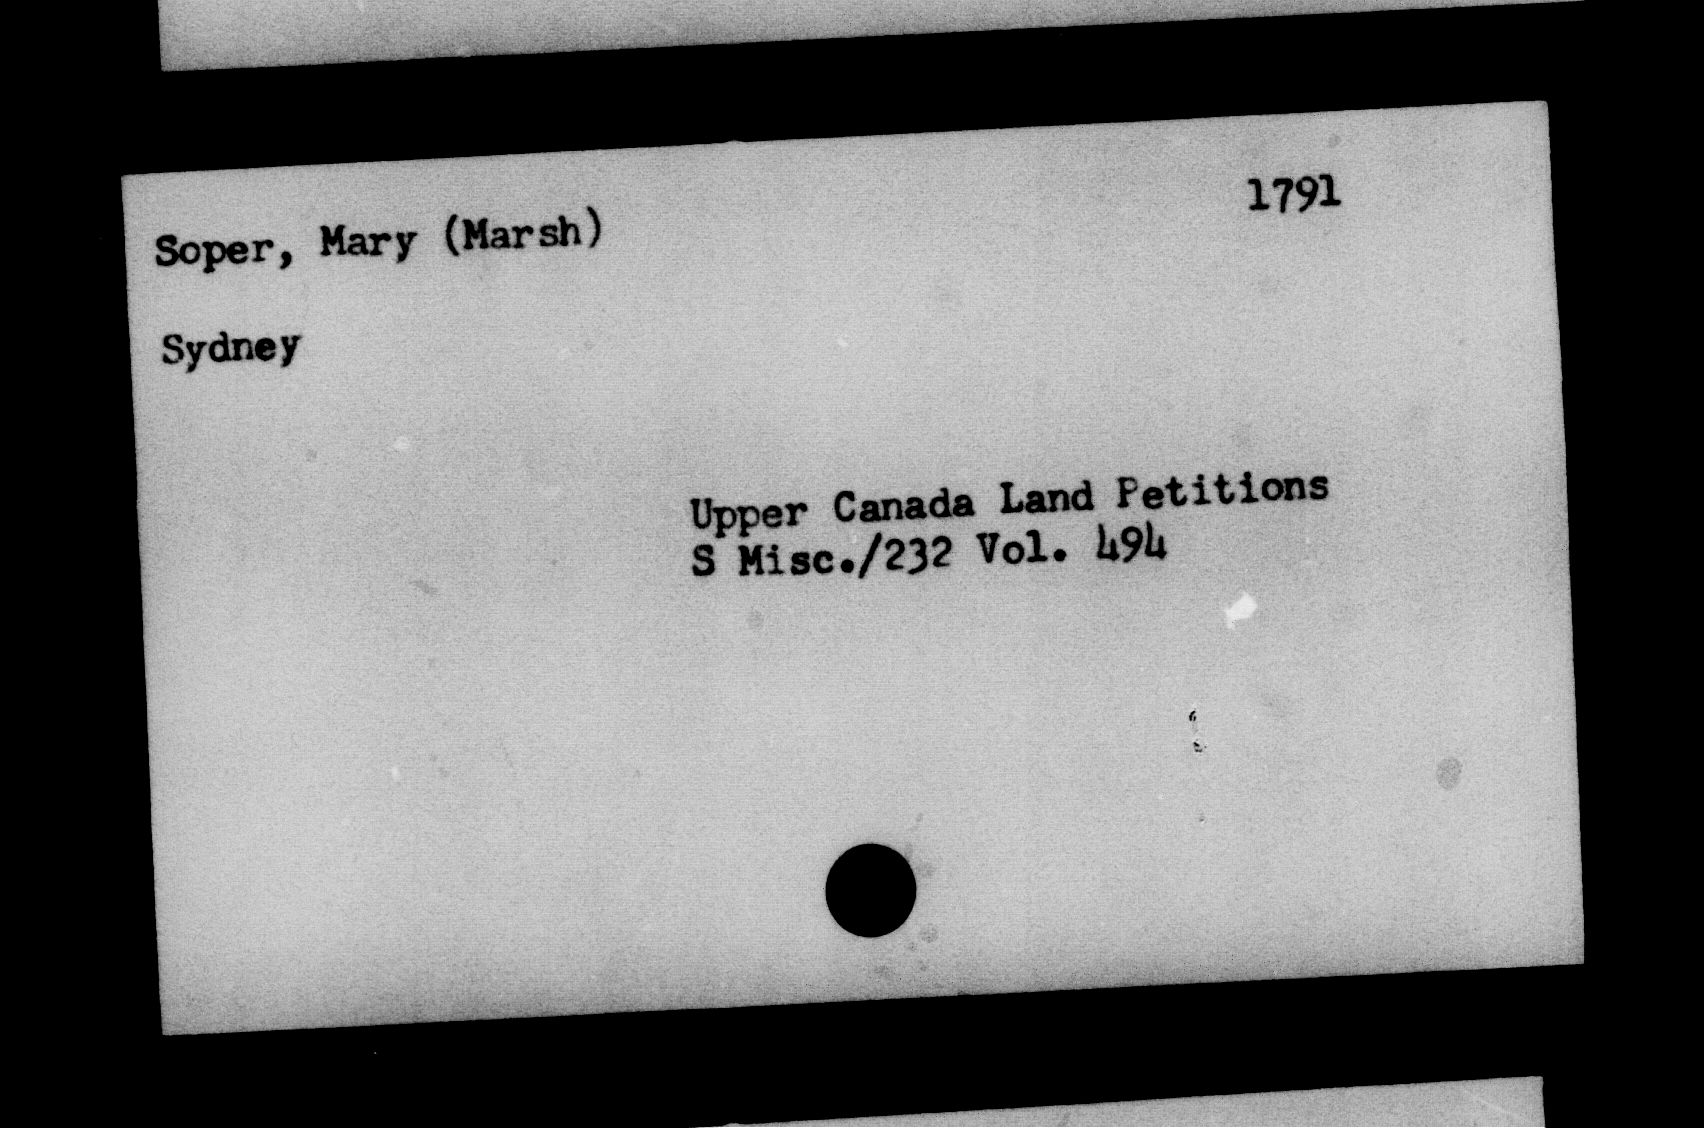 1791
Soper, Mary (Marsh)
Sydney
Upper Canada Land Petitions
S Misc./232 Vol. 494